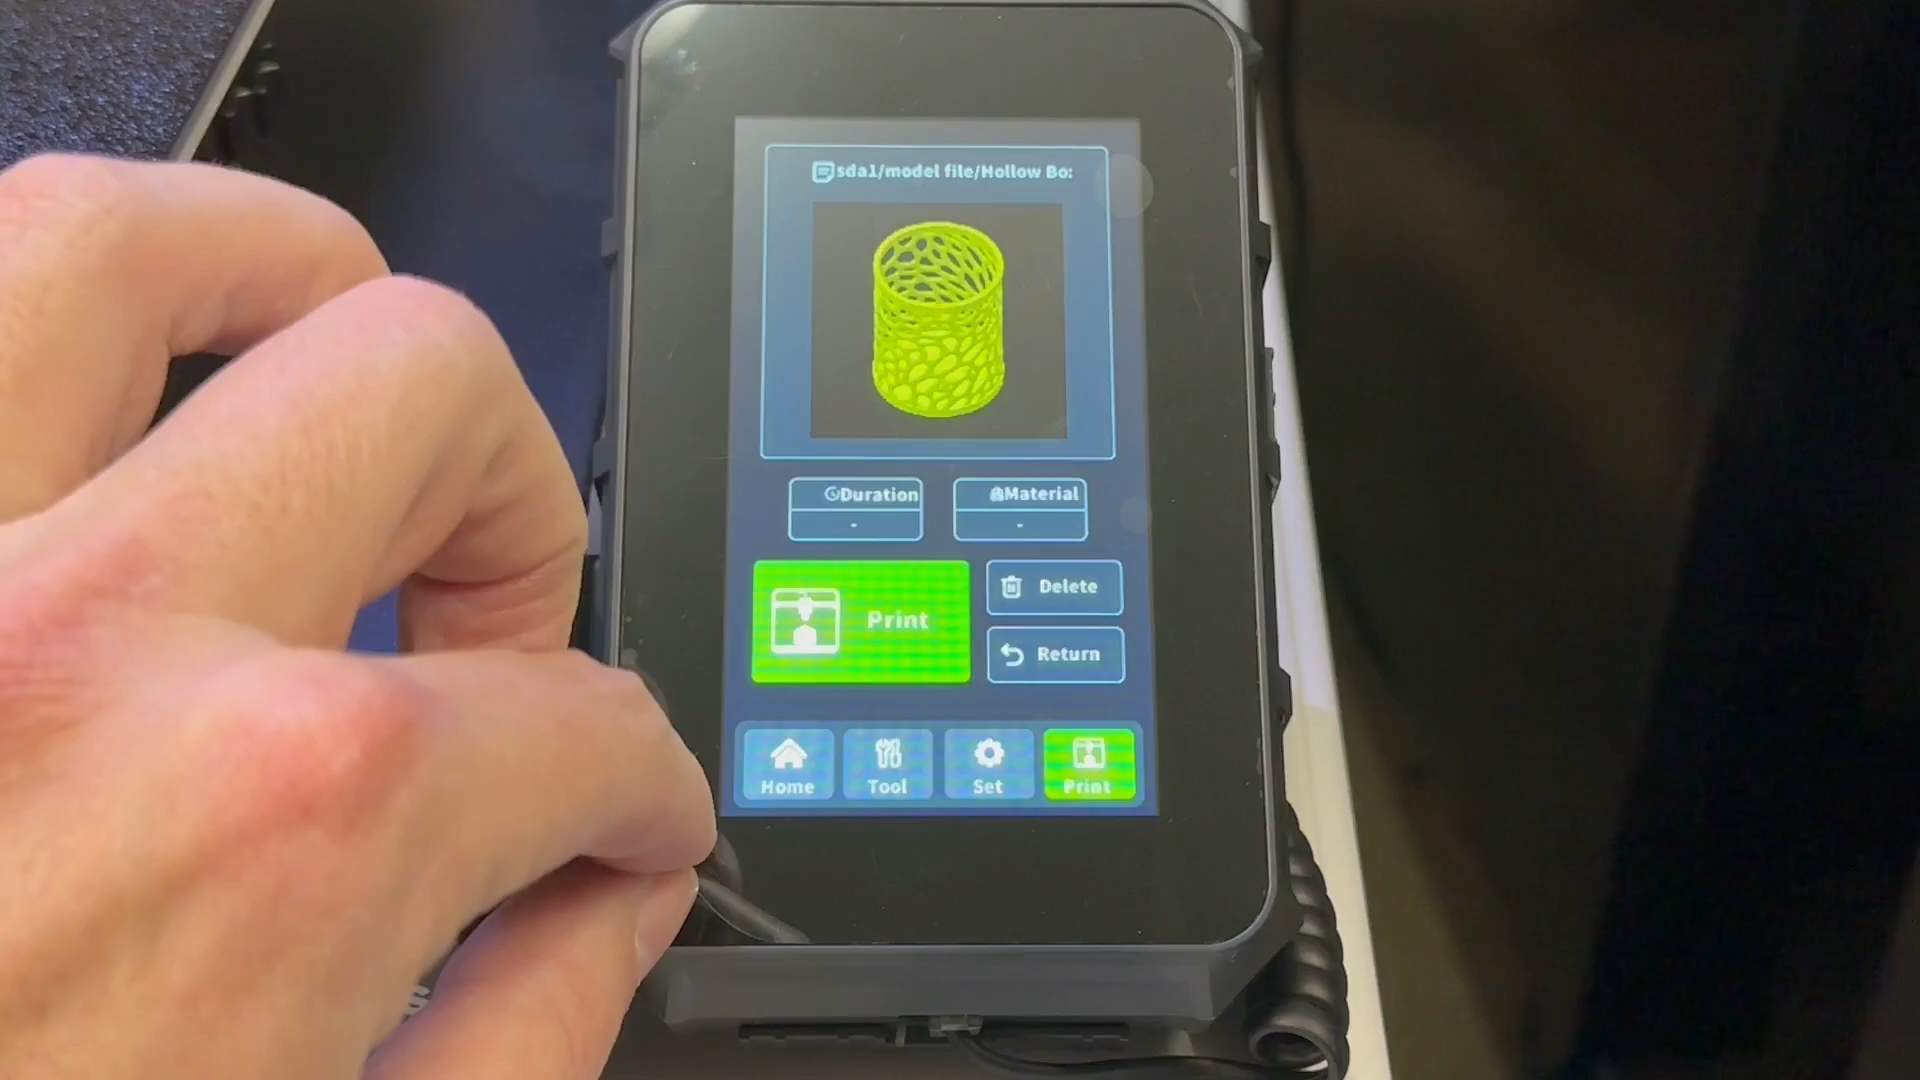 sda1/model file/Hollow Bo:
Duration
-
Material
-
Print
Delete
Return
Home
Tool
Set
Print